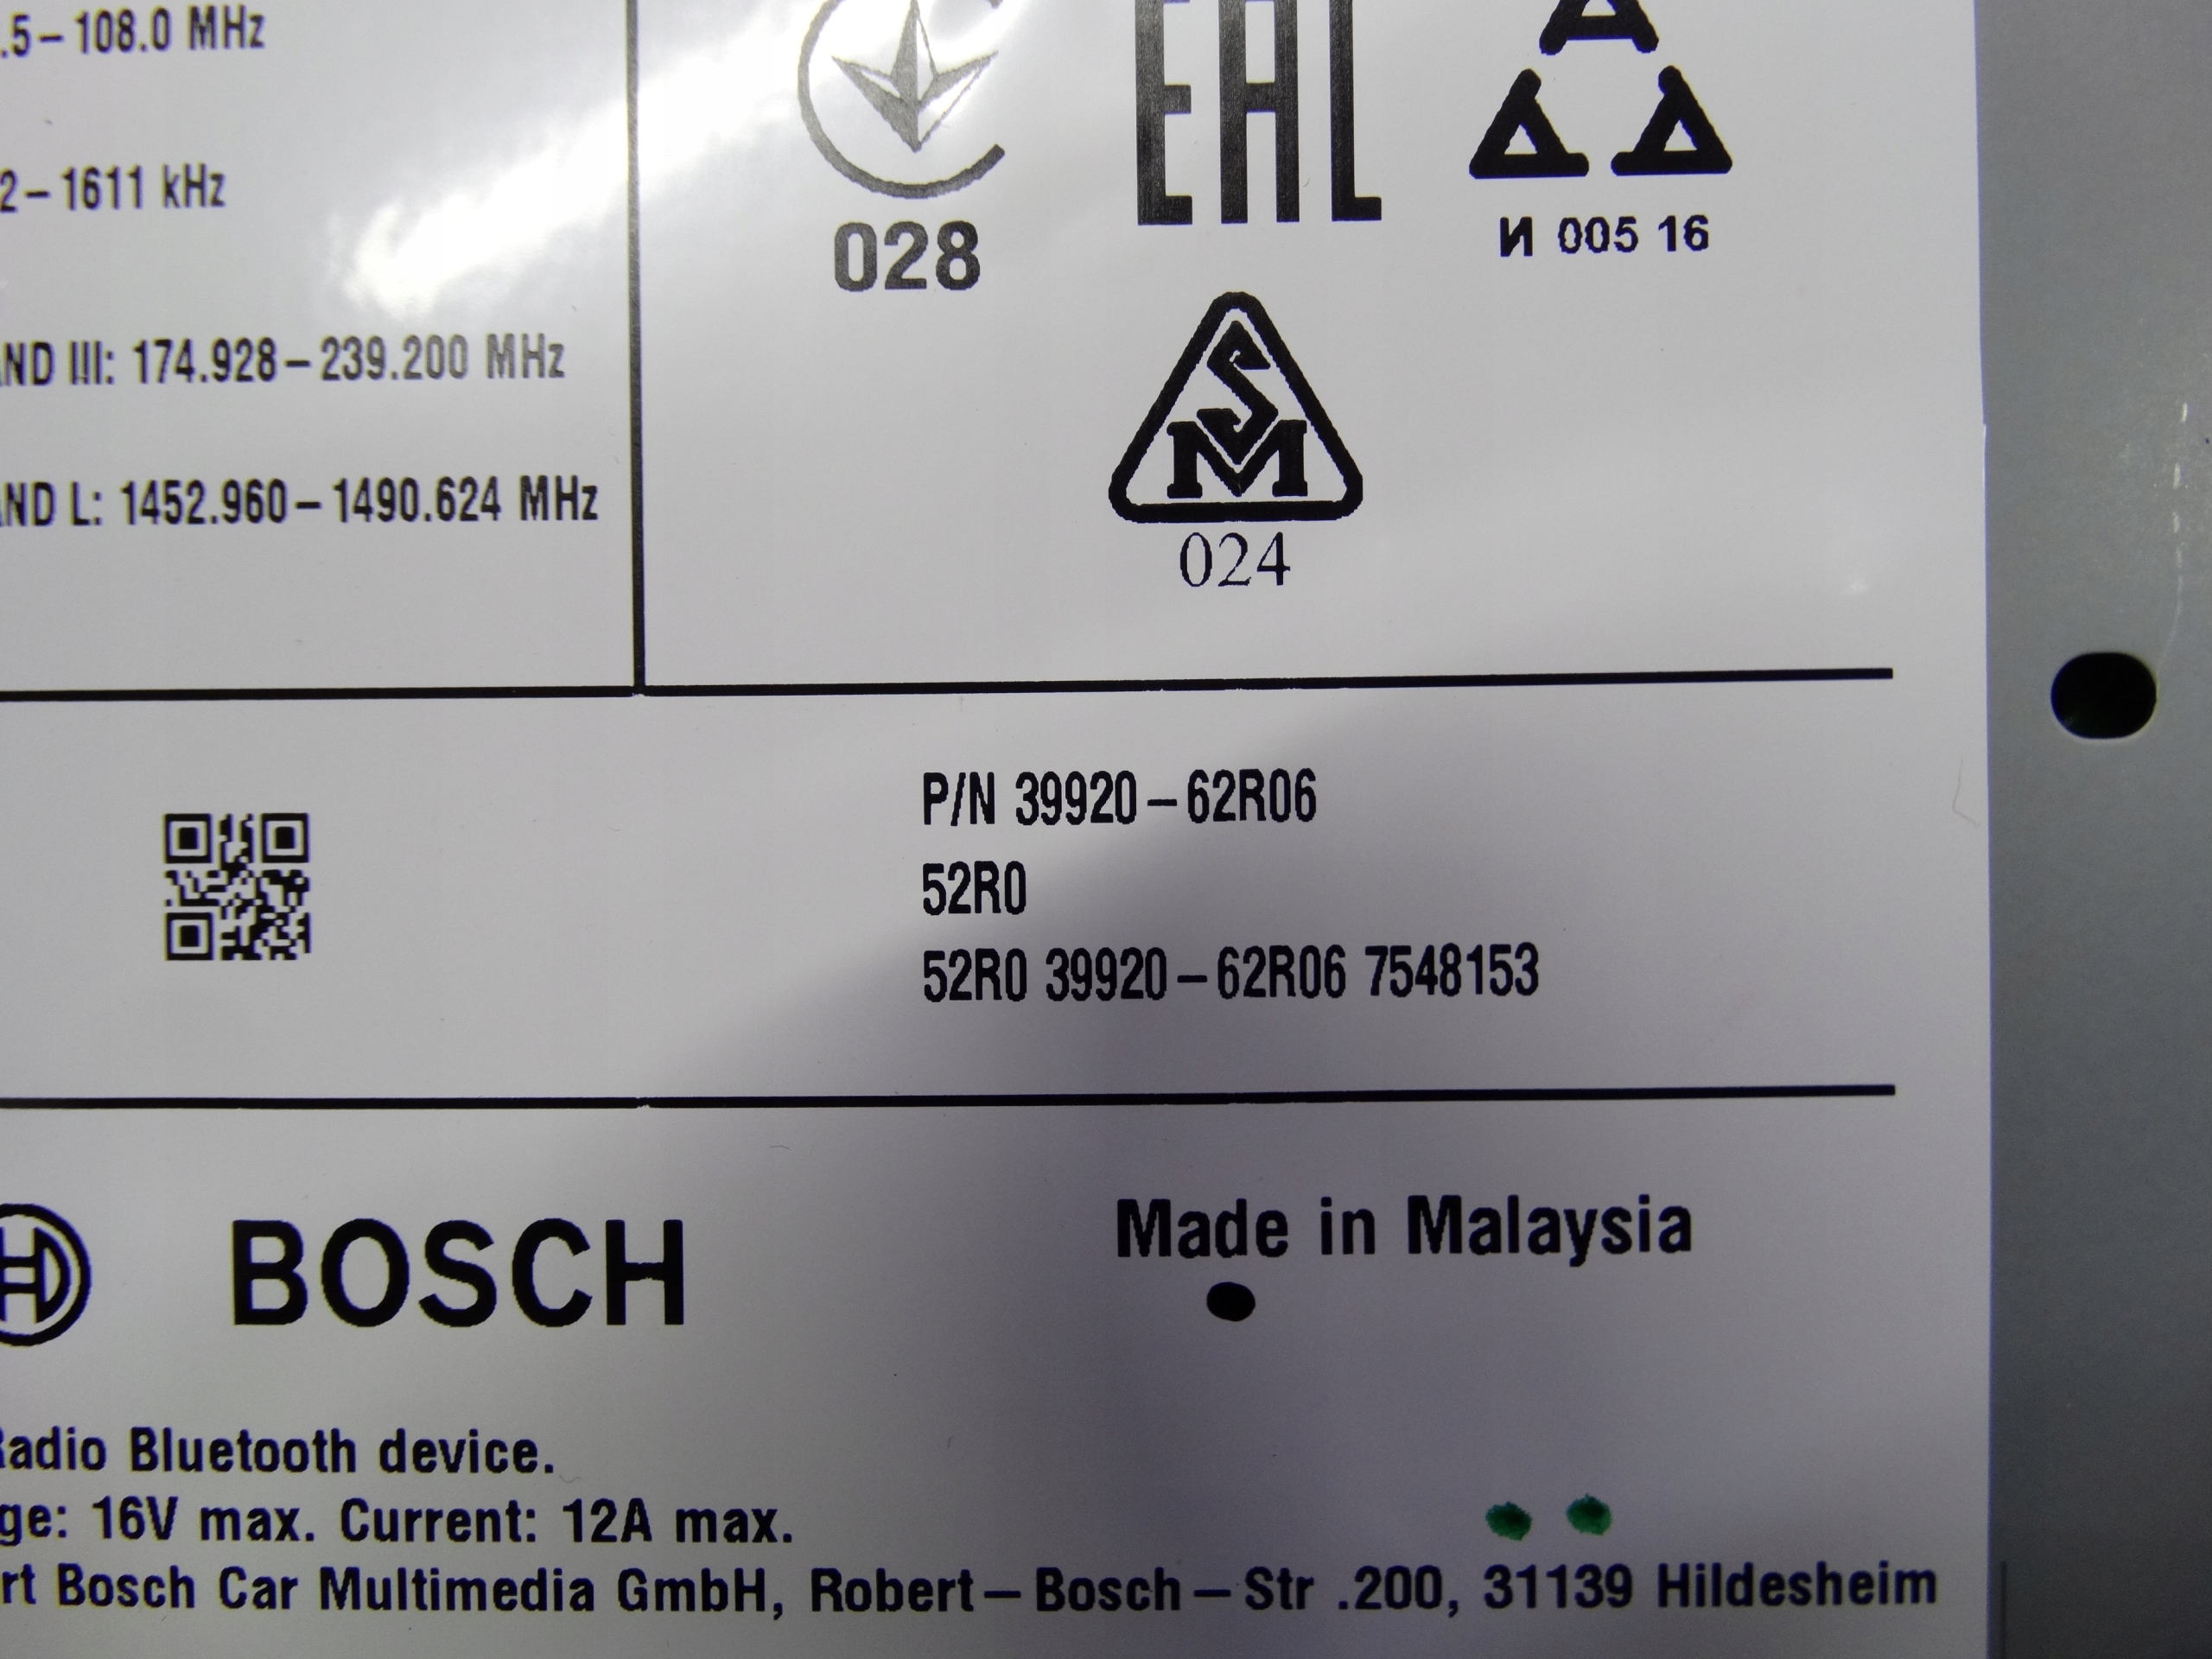 .5–108.0 MHz
2–1611 kHz
AND III: 174.928–239.200 MHz
AND L: 1452.960–1490.624 MHz
028
EAC
И 005 16
SM
024
P/N 39920–62R06
52R0
52R0 39920–62R06 7548153
BOSCH
Made in Malaysia
Radio Bluetooth device.
ge: 16V max. Current: 12A max.
rt Bosch Car Multimedia GmbH, Robert–Bosch–Str .200, 31139 Hildesheim